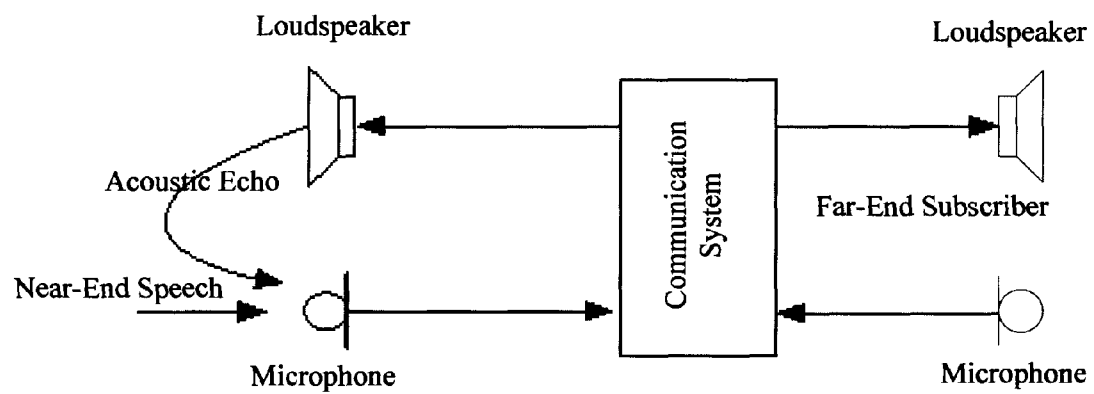 Loudspeaker
Loudspeaker
Acoustic Echo
Communication
System
Far-End Subscriber
Near-End Speech
Microphone
Microphone